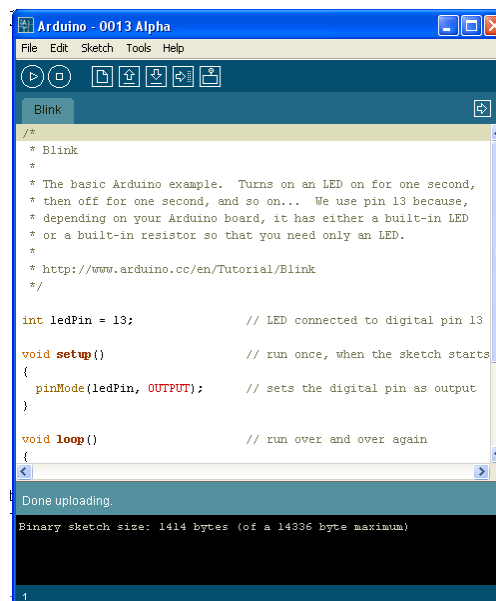 Arduino - 0013 Alpha
File Edit Sketch Tools Help
Blink
/*
 * Blink
 *
 * The basic Arduino example.  Turns on an LED on for one second,
 * then off for one second, and so on...  We use pin 13 because,
 * depending on your Arduino board, it has either a built-in LED
 * or a built-in resistor so that you need only an LED.
 *
 * http://www.arduino.cc/en/Tutorial/Blink
 */
int ledPin = 13;                // LED connected to digital pin 13
void setup()                    // run once, when the sketch starts
{
  pinMode(ledPin, OUTPUT);      // sets the digital pin as output
}
void loop()                     // run over and over again
{
Done uploading.
Binary sketch size: 1414 bytes (of a 14336 byte maximum)
1